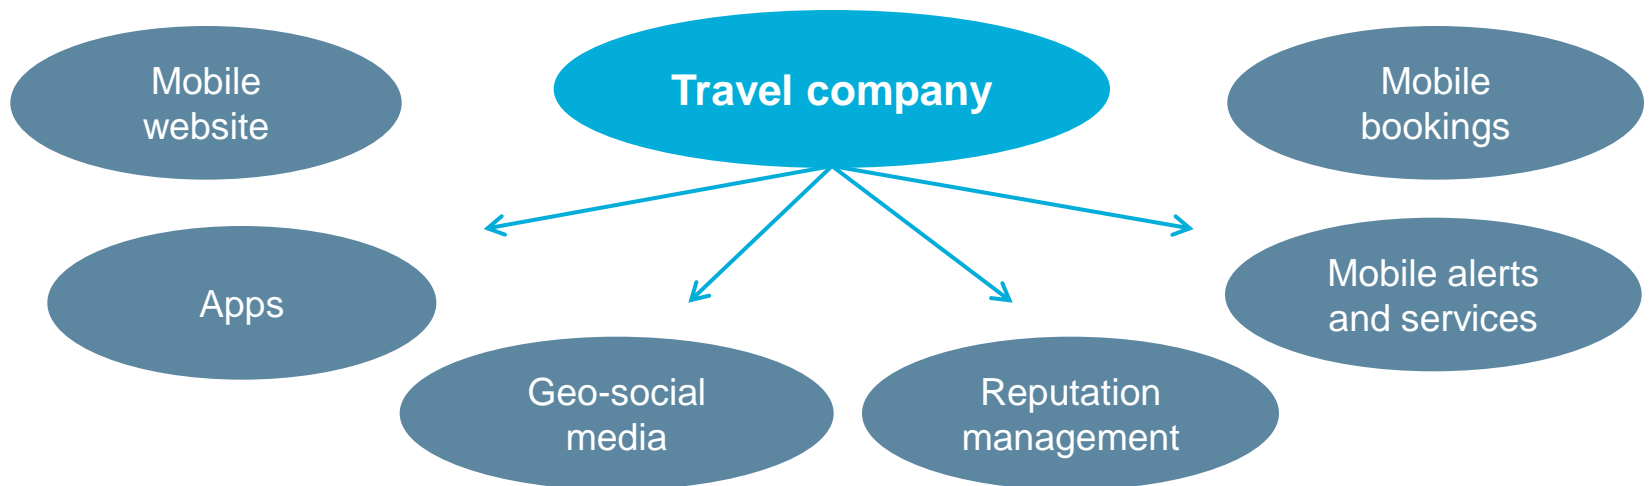 Travel company
Mobile
website
Mobile
bookings
Apps
Mobile alerts
and services
Geo-social
media
Reputation
management